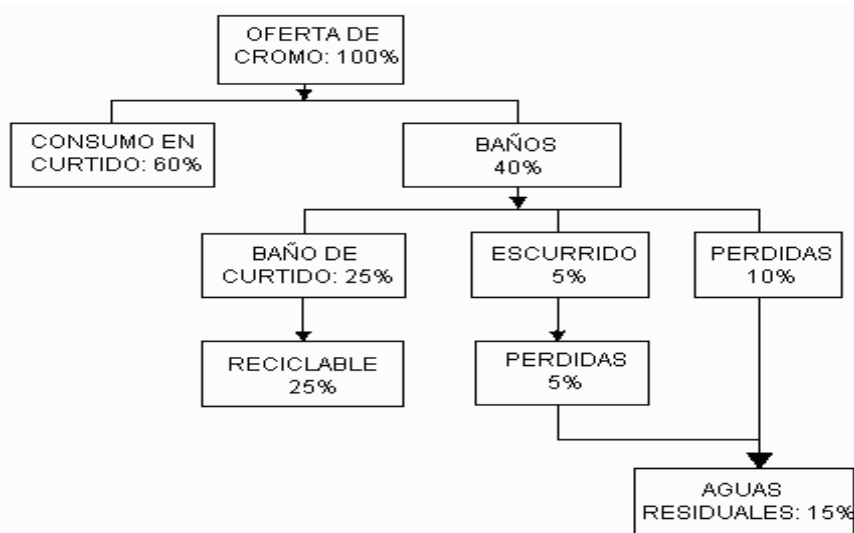 OFERTA DE
CROMO: 100%
CONSUMO EN
CURTIDO: 60%
BAÑOS
40%
BAÑO DE
CURTIDO: 25%
ESCURRIDO
5%
PERDIDAS
10%
RECICLABLE
25%
PERDIDAS
5%
AGUAS
RESIDUALES: 15%